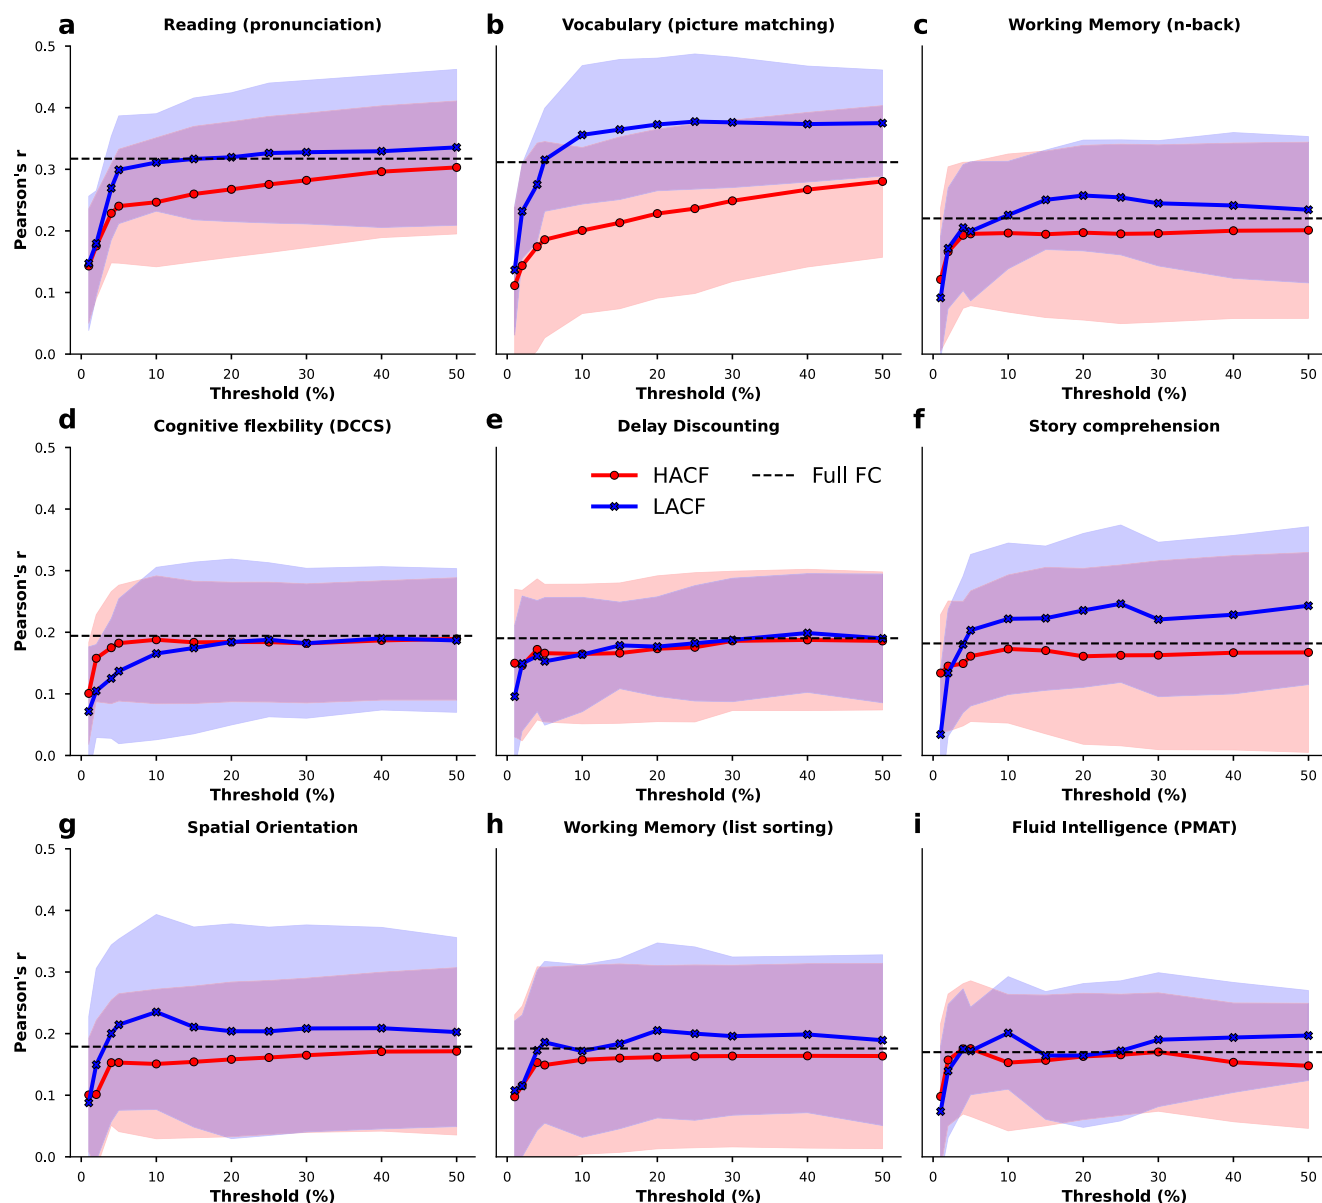 a Reading (pronunciation)
b Vocabulary (picture matching)
c Working Memory (n-back)
0.5
0.4
0.3
0.2
0.1
0.0
Pearson's r
0 10 20 30 40 50
Threshold (%)
0 10 20 30 40 50
Threshold (%)
0 10 20 30 40 50
Threshold (%)
d Cognitive flexbility (DCCS)
e Delay Discounting
f Story comprehension
0.5
0.4
0.3
0.2
0.1
0.0
Pearson's r
HACF
LACF
Full FC
0 10 20 30 40 50
Threshold (%)
0 10 20 30 40 50
Threshold (%)
0 10 20 30 40 50
Threshold (%)
g Spatial Orientation
h Working Memory (list sorting)
i Fluid Intelligence (PMAT)
0.5
0.4
0.3
0.2
0.1
0.0
Pearson's r
0 10 20 30 40 50
Threshold (%)
0 10 20 30 40 50
Threshold (%)
0 10 20 30 40 50
Threshold (%)